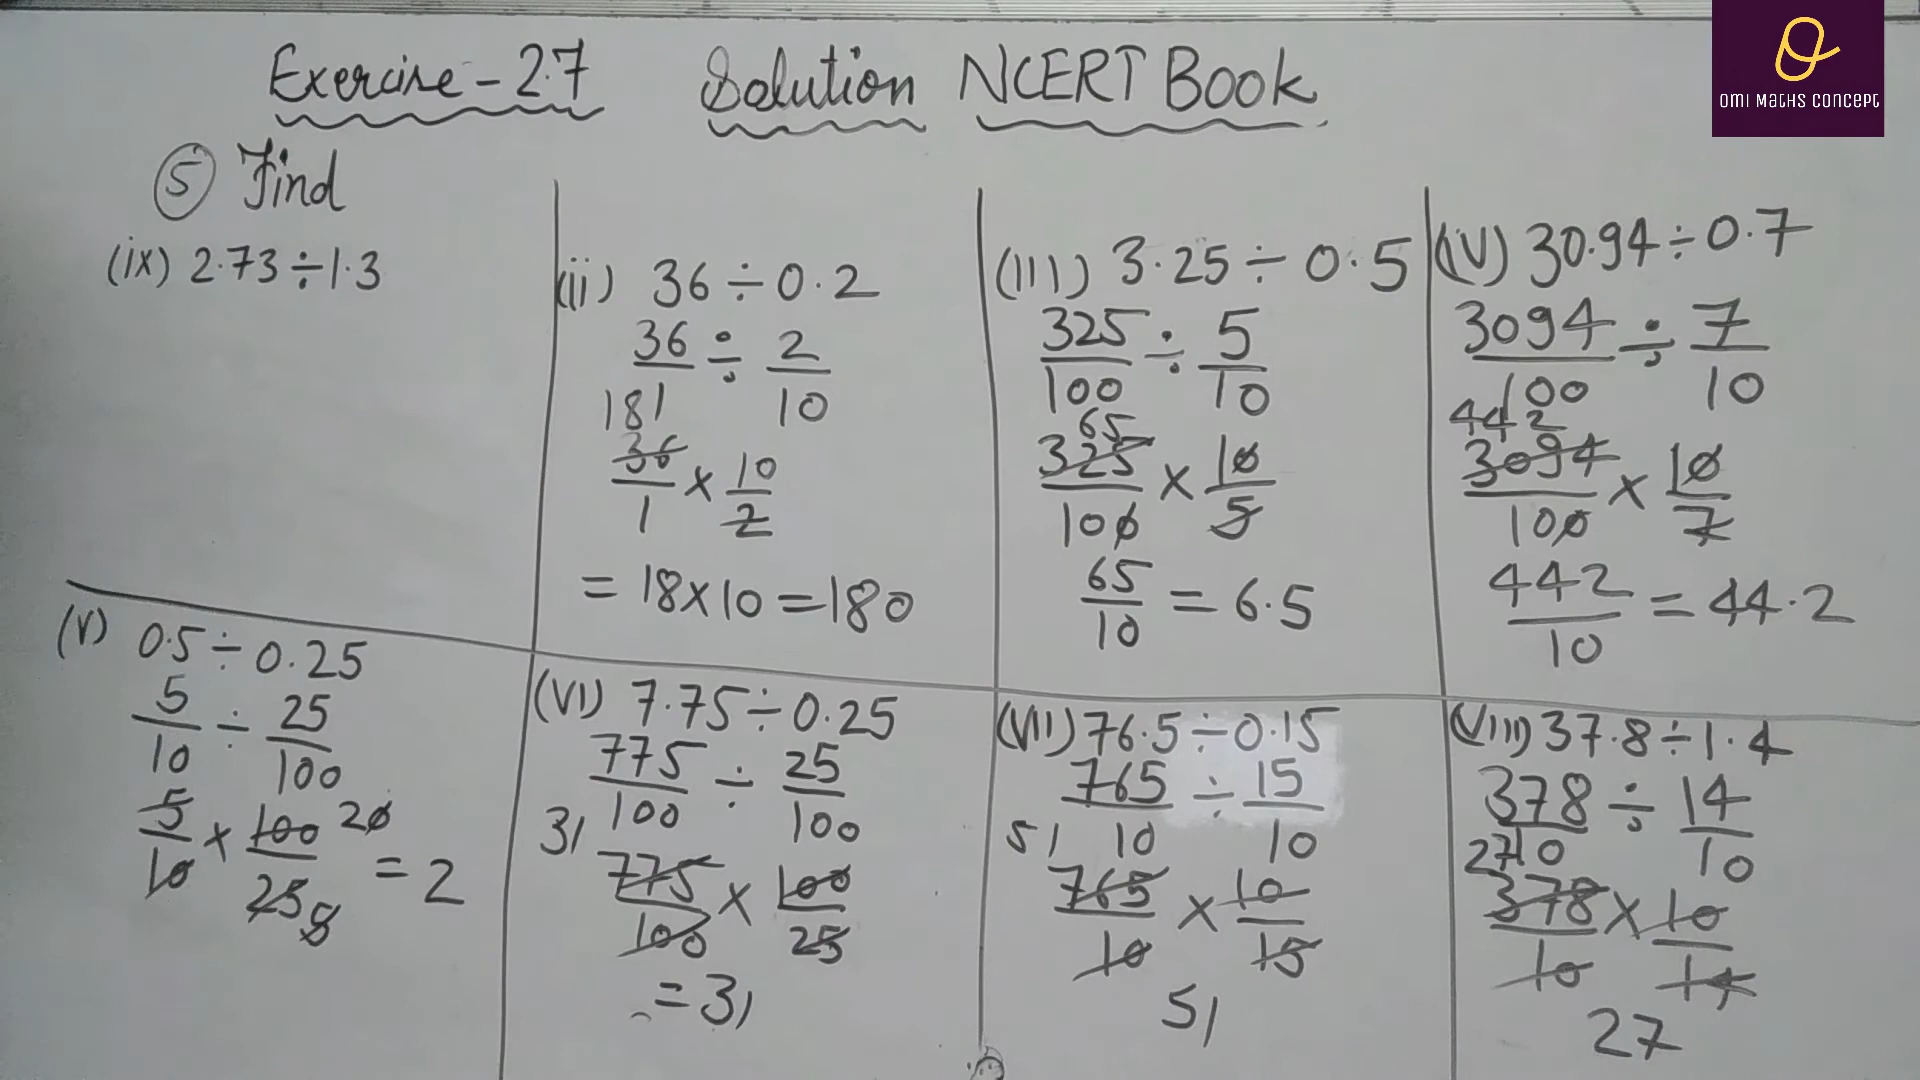 Exercise - 2.7 Solution NCERT Book
OMI MATHS CONCEPT
⑤ Find
(ix) 2.73 ÷ 1.3
(ii) 36 ÷ 0.2
36 ÷ 2
10
18 1
36 × 10
1 2
= 18 × 10 = 180
(III) 3.25 ÷ 0.5
325 ÷ 5
100 10
65
325 × 10
100 5
65 = 6.5
10
(IV) 30.94 ÷ 0.7
3094 ÷ 7
100 10
442
3094 × 10
100 7
442 = 44.2
10
(V) 0.5 ÷ 0.25
5 ÷ 25
10 100
5 × 100 20
10 25 5 = 2
(VI) 7.75 ÷ 0.25
775 ÷ 25
100 100
31
775 × 100
100 25
= 31
(VII) 76.5 ÷ 0.15
765 ÷ 15
10 10
51
765 × 10
10 15
51
(VIII) 37.8 ÷ 1.4
378 ÷ 14
10 10
27
378 × 10
10 14
27